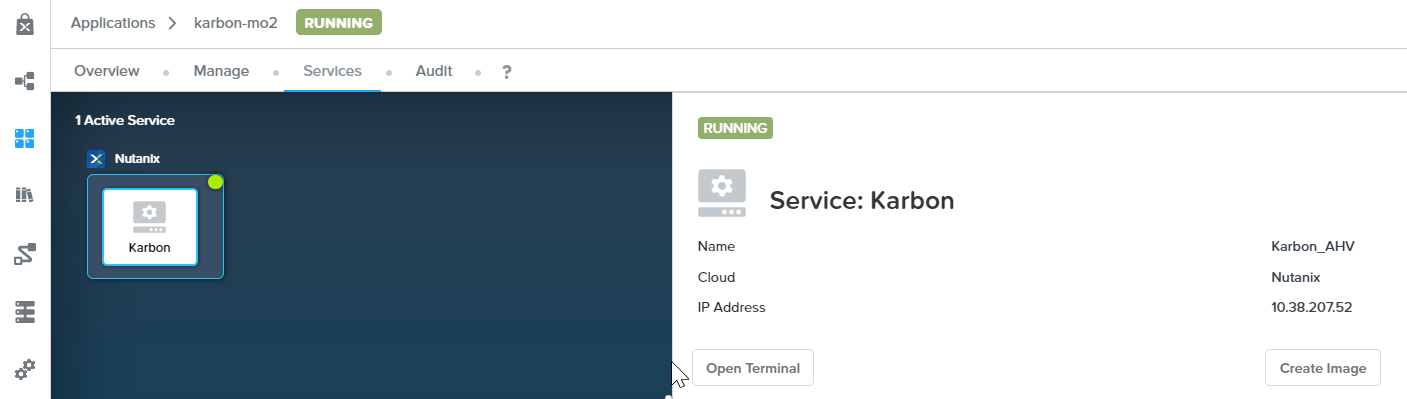 Applications > karbon-mo2 RUNNING
Overview Manage Services Audit ?
1 Active Service
Nutanix
Karbon
RUNNING
Service: Karbon
Name Karbon_AHV
Cloud Nutanix
IP Address 10.38.207.52
Open Terminal Create Image